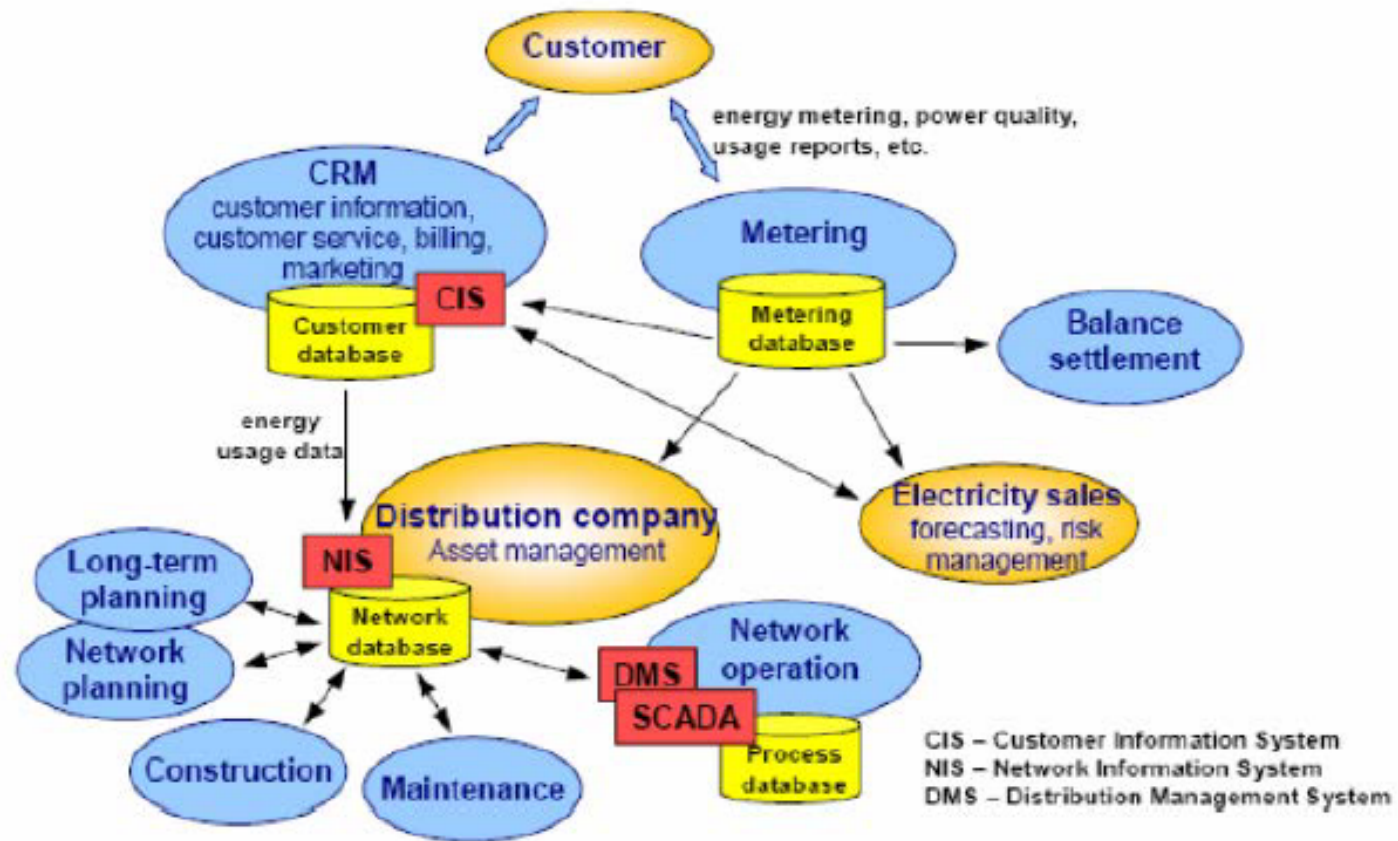 Customer
energy metering, power quality,
usage reports, etc.
CRM
customer information,
customer service, billing,
marketing
CIS
Customer
database
Metering
Metering
database
Balance
settlement
energy
usage data
Distribution company
Asset management
Electricity sales
forecasting, risk
management
NIS
Network
database
Long-term
planning
Network
planning
Construction
Maintenance
Network
operation
DMS
SCADA
Process
database
CIS – Customer Information System
NIS – Network Information System
DMS – Distribution Management System